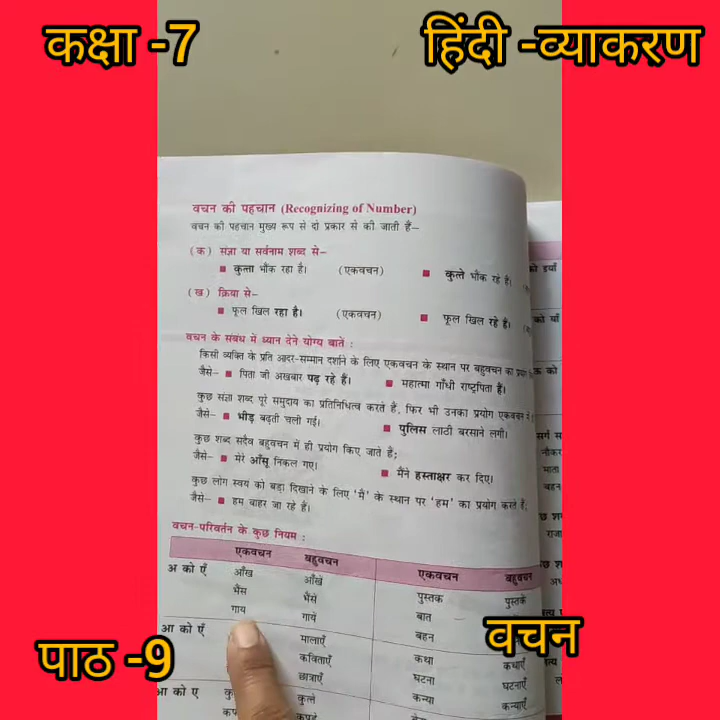 कक्षा -7
हिंदी -व्याकरण
वचन की पहचान (Recognizing of Number)
वचन की पहचान मुख्य रूप से दो प्रकार से की जाती हैं–
(क) संज्ञा या सर्वनाम शब्द से–
■ कुत्ता भौंक रहा है। (एकवचन) ■ कुत्ते भौंक रहे हैं।
(ख) क्रिया से–
■ फूल खिल रहा है। (एकवचन) ■ फूल खिल रहे हैं।
वचन के संबंध में ध्यान देने योग्य बातें :
किसी व्यक्ति के प्रति आदर-सम्मान दर्शाने के लिए एकवचन के स्थान पर बहुवचन का
जैसे– ■ पिता जी अखबार पढ़ रहे हैं। ■ महात्मा गाँधी राष्ट्रपिता हैं।
कुछ संज्ञा शब्द पूरे समुदाय का प्रतिनिधित्व करते हैं, फिर भी उनका प्रयोग एकवचन
जैसे– ■ भीड़ बढ़ती चली गई। ■ पुलिस लाठी बरसाने लगी।
कुछ शब्द सदैव बहुवचन में ही प्रयोग किए जाते हैं;
जैसे– ■ मेरे आँसू निकल गए। ■ मैंने हस्ताक्षर कर दिए।
कुछ लोग स्वयं को बड़ा दिखाने के लिए 'मैं' के स्थान पर 'हम' का प्रयोग करते हैं;
जैसे– ■ हम बाहर जा रहे हैं।
वचन-परिवर्तन के कुछ नियम :
एकवचन बहुवचन एकवचन बहुवचन
अ को एँ आँख आँखें पुस्तक पुस्तकें
भैंस भैंसें बात
गाय गायें बहन
आ को एँ मालाएँ कथा कथाएँ
कविताएँ घटना घटनाएँ
छात्राएँ कन्या कन्याएँ
आ को ए कुत्ते
पाठ -9
वचन